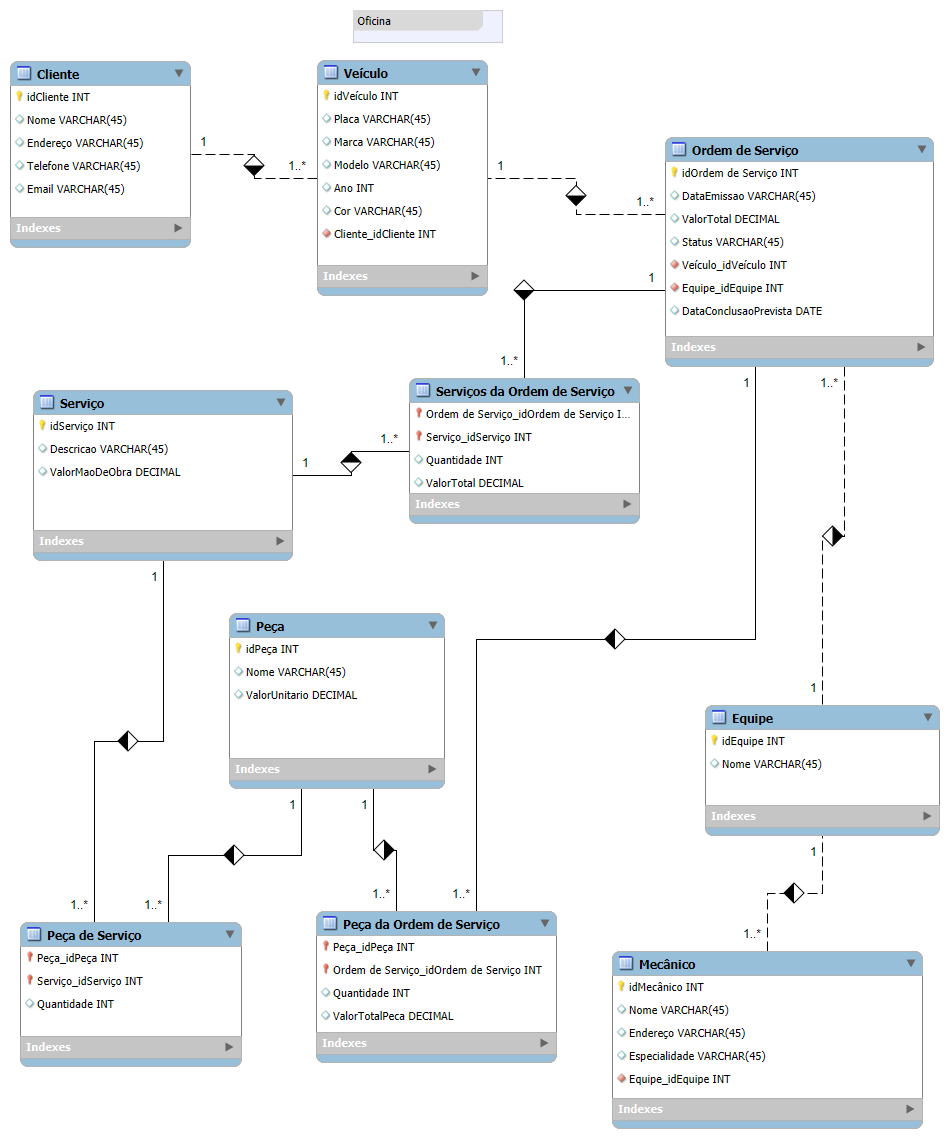 Oficina
Cliente
idCliente INT
Nome VARCHAR(45)
Endereço VARCHAR(45)
Telefone VARCHAR(45)
Email VARCHAR(45)
Indexes
1
1..*
Veículo
idVeículo INT
Placa VARCHAR(45)
Marca VARCHAR(45)
Modelo VARCHAR(45)
Ano INT
Cor VARCHAR(45)
Cliente_idCliente INT
Indexes
1
1..*
Ordem de Serviço
idOrdem de Serviço INT
DataEmissao VARCHAR(45)
ValorTotal DECIMAL
Status VARCHAR(45)
Veículo_idVeículo INT
Equipe_idEquipe INT
DataConclusaoPrevista DATE
Indexes
1
1..*
1
1..*
Serviços da Ordem de Serviço
Ordem de Serviço_idOrdem de Serviço I...
Serviço_idServiço INT
Quantidade INT
ValorTotal DECIMAL
Indexes
Serviço
idServiço INT
Descricao VARCHAR(45)
ValorMaoDeObra DECIMAL
Indexes
1
1..*
1
Peça
idPeça INT
Nome VARCHAR(45)
ValorUnitario DECIMAL
Indexes
1
1
1
Equipe
idEquipe INT
Nome VARCHAR(45)
Indexes
1
1..*
1..*
1..*
1..*
1..*
Peça de Serviço
Peça_idPeça INT
Serviço_idServiço INT
Quantidade INT
Indexes
Peça da Ordem de Serviço
Peça_idPeça INT
Ordem de Serviço_idOrdem de Serviço INT
Quantidade INT
ValorTotalPeca DECIMAL
Indexes
Mecânico
idMecânico INT
Nome VARCHAR(45)
Endereço VARCHAR(45)
Especialidade VARCHAR(45)
Equipe_idEquipe INT
Indexes